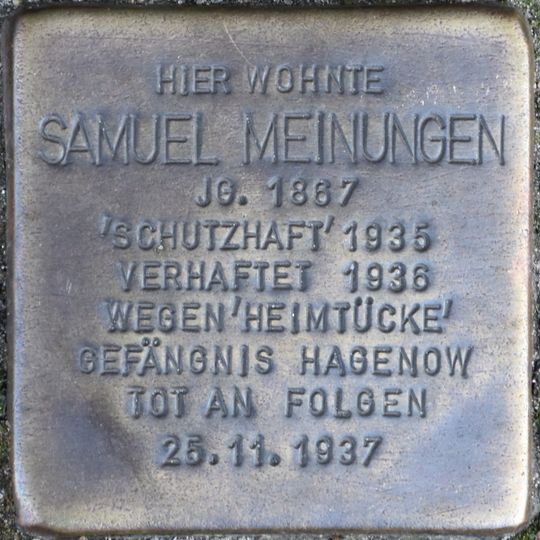 HIER WOHNTE
SAMUEL MEINUNGEN
JG. 1867
'SCHUTZHAFT' 1935
VERHAFTET 1936
WEGEN 'HEIMTÜCKE'
GEFÄNGNIS HAGENOW
TOT AN FOLGEN
25.11.1937